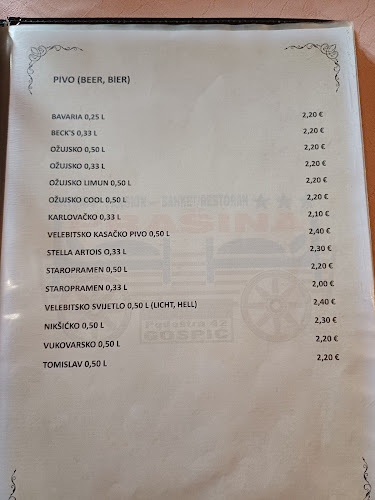 PIVO (BEER, BIER)
BAVARIA 0,25 L 2,20 €
BECK'S 0,33 L 2,20 €
OŽUJSKO 0,50 L 2,20 €
OŽUJSKO 0,33 L 2,20 €
OŽUJSKO LIMUN 0,50 L 2,20 €
OŽUJSKO COOL 0,50 L 2,20 €
KARLOVAČKO 0,33 L 2,10 €
VELEBITSKO KASAČKO PIVO 0,50 L 2,40 €
STELLA ARTOIS O,33 L 2,30 €
STAROPRAMEN 0,50 L 2,20 €
STAROPRAMEN 0,33 L 2,00 €
VELEBITSKO SVIJETLO 0,50 L (LICHT, HELL) 2,40 €
NIKŠIĆKO 0,50 L 2,30 €
VUKOVARSKO 0,50 L 2,20 €
TOMISLAV 0,50 L 2,20 €
GOSPIĆ